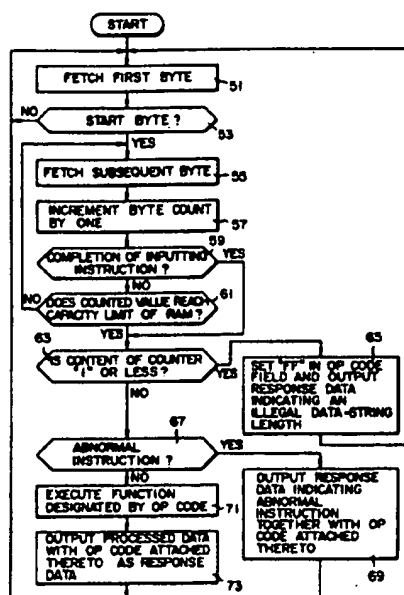 START
FETCH FIRST BYTE
51
NO
START BYTE ?
53
YES
FETCH SUBSEQUENT BYTE
55
INCREMENT BYTE COUNT
BY ONE
57
59
COMPLETION OF INPUTTING
INSTRUCTION ?
YES
NO
NO
DOES COUNTED VALUE REACH
CAPACITY LIMIT OF RAM ?
61
YES
63
IS CONTENT OF COUNTER
"1" OR LESS ?
YES
NO
65
SET "FF" IN OP CODE
FIELD AND OUTPUT
RESPONSE DATA
INDICATING AN
ILLEGAL DATA-STRING
LENGTH
67
ABNORMAL
INSTRUCTION ?
YES
NO
EXECUTE FUNCTION
DESIGNATED BY OP CODE
71
OUTPUT RESPONSE
DATA INDICATING
ABNORMAL
INSTRUCTION
TOGETHER WITH OP
CODE ATTACHED
THERETO
69
OUTPUT PROCESSED DATA
WITH OP CODE ATTACHED
THERETO AS RESPONSE
DATA
73